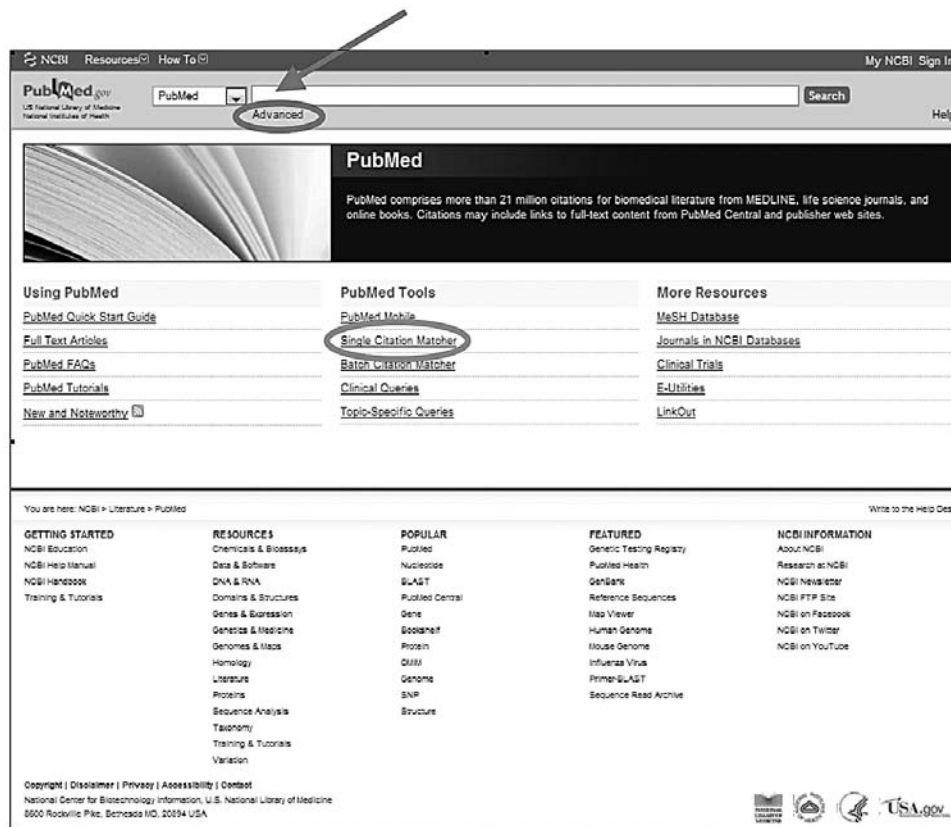 NCBI Resources How To My NCBI Sign In
PubMed.gov
US National Library of Medicine
National Institutes of Health
PubMed
Search
Advanced
Help
PubMed
PubMed comprises more than 21 million citations for biomedical literature from MEDLINE, life science journals, and
online books. Citations may include links to full-text content from PubMed Central and publisher web sites.
Using PubMed
PubMed Quick Start Guide
Full Text Articles
PubMed FAQs
PubMed Tutorials
New and Noteworthy
PubMed Tools
PubMed Mobile
Single Citation Matcher
Batch Citation Matcher
Clinical Queries
Topic-Specific Queries
More Resources
MeSH Database
Journals in NCBI Databases
Clinical Trials
E-Utilities
LinkOut
You are here: NCBI > Literature > PubMed
Write to the Help Des
GETTING STARTED
NCBI Education
NCBI Help Manual
NCBI Handbook
Training & Tutorials
RESOURCES
Chemicals & Bioassays
Data & Software
DNA & RNA
Domains & Structures
Genes & Expression
Genetics & Medicine
Genomes & Maps
Homology
Literature
Proteins
Sequence Analysis
Taxonomy
Training & Tutorials
Variation
POPULAR
PubMed
Nucleotide
BLAST
PubMed Central
Gene
Bookshelf
Protein
OMIM
Genome
SNP
Structure
FEATURED
Genetic Testing Registry
PubMed Health
GenBank
Reference Sequences
Map Viewer
Human Genome
Mouse Genome
Influenza Virus
Primer-BLAST
Sequence Read Archive
NCBI INFORMATION
About NCBI
Research at NCBI
NCBI Newsletter
NCBI FTP Site
NCBI on Facebook
NCBI on Twitter
NCBI on YouTube
Copyright | Disclaimer | Privacy | Accessibility | Contact
National Center for Biotechnology Information, U.S. National Library of Medicine
8600 Rockville Pike, Bethesda MD, 20894 USA
USA.gov